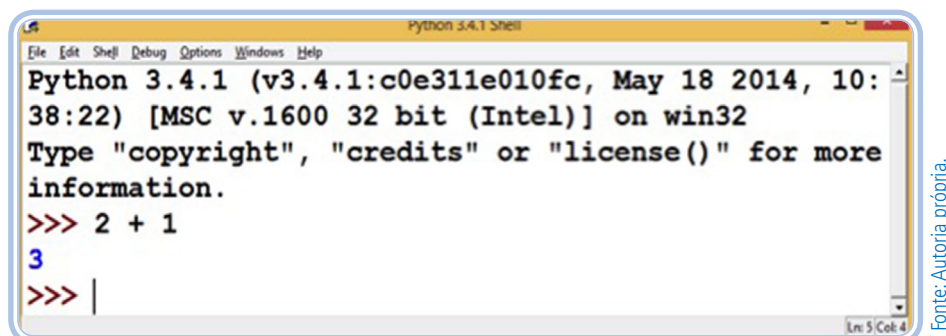 Python 3.4.1 Shell
File Edit Shell Debug Options Windows Help
Python 3.4.1 (v3.4.1:c0e311e010fc, May 18 2014, 10:
38:22) [MSC v.1600 32 bit (Intel)] on win32
Type "copyright", "credits" or "license()" for more
information.
>>> 2 + 1
3
>>>
Ln: 5 Col: 4
Fonte: Autoria própria.